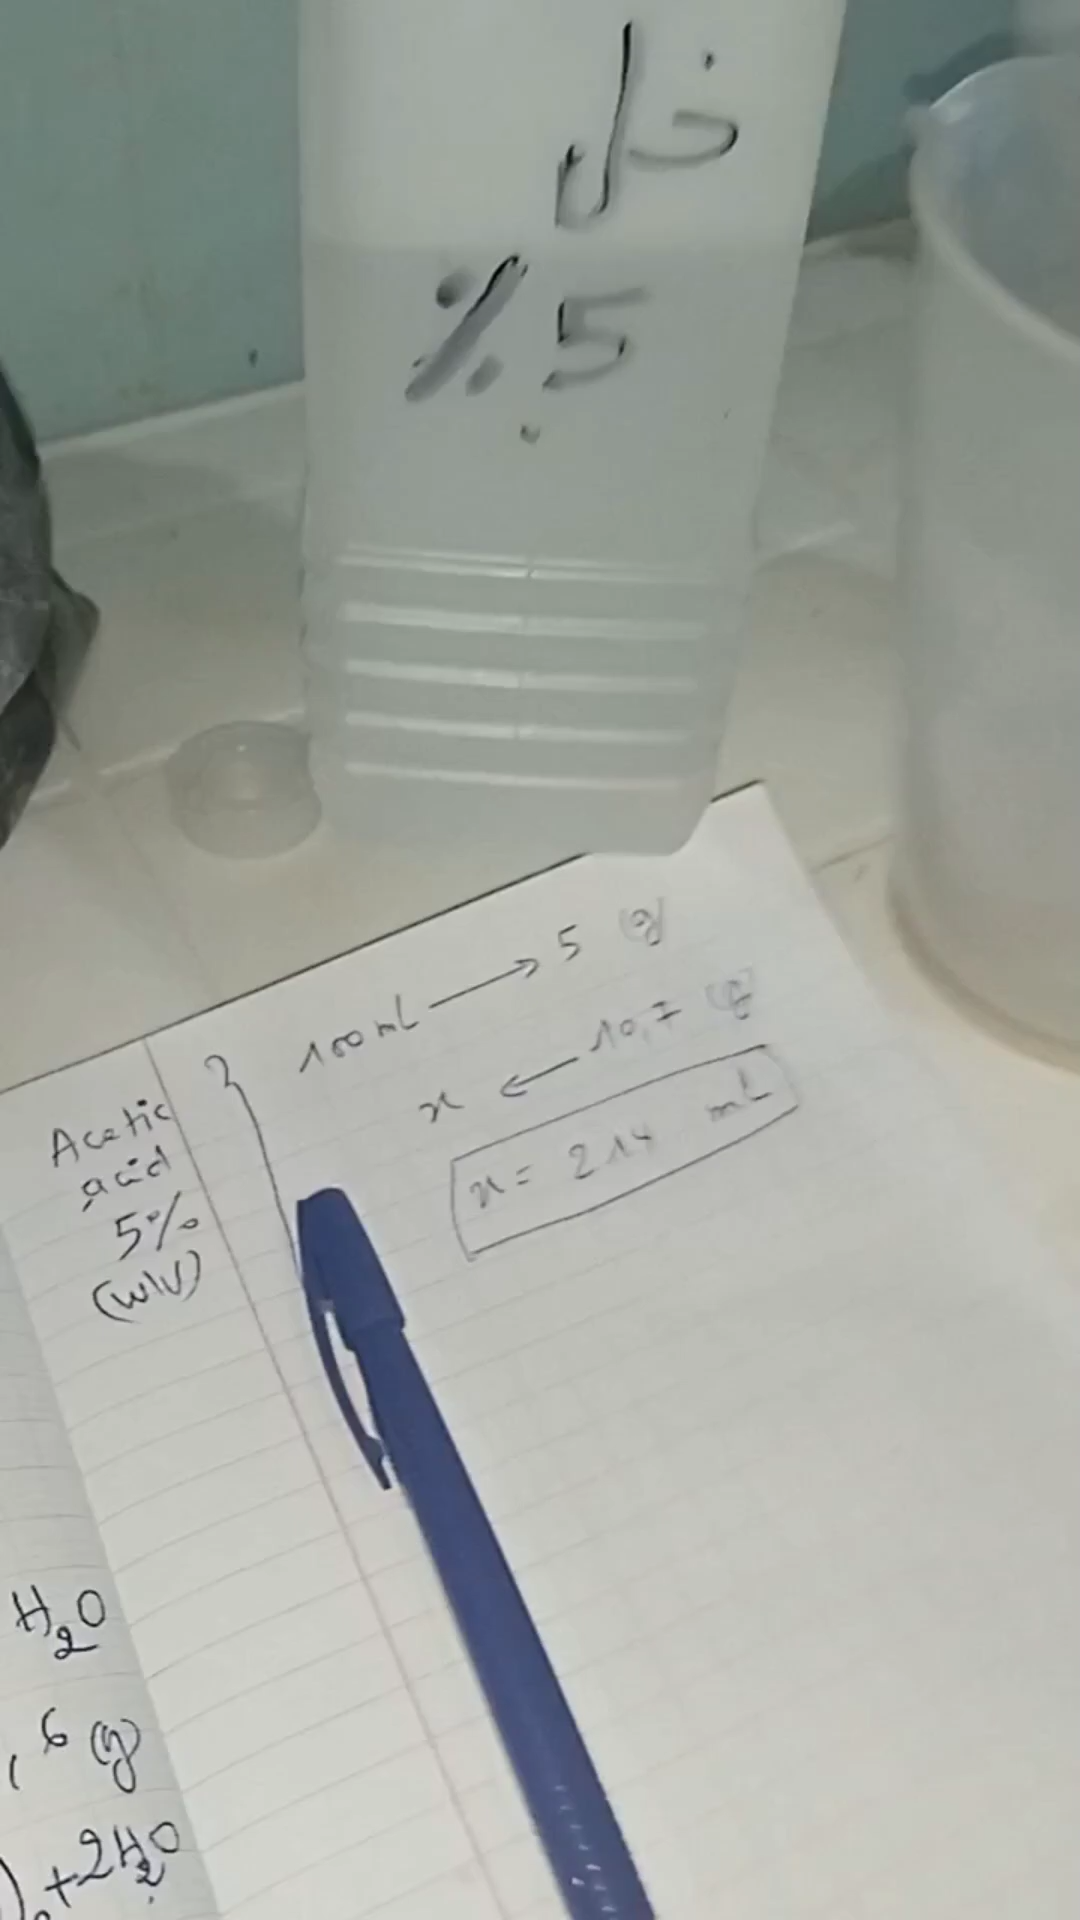 خل
5%
100 mL → 5 (g)
x ← 10,7 (g)
x = 214 mL
Acetic
acid
5%
(w/v)
H₂O
,6 (g)
) + 2H₂O